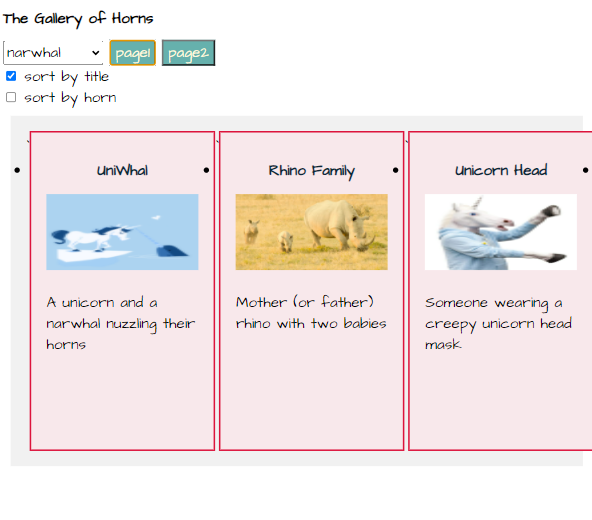 The Gallery of Horns
narwhal page1 page2
sort by title
sort by horn
UniWhal
Rhino Family
Unicorn Head
A unicorn and a
narwhal nuzzling their
horns
Mother (or father)
rhino with two babies
Someone wearing a
creepy unicorn head
mask.